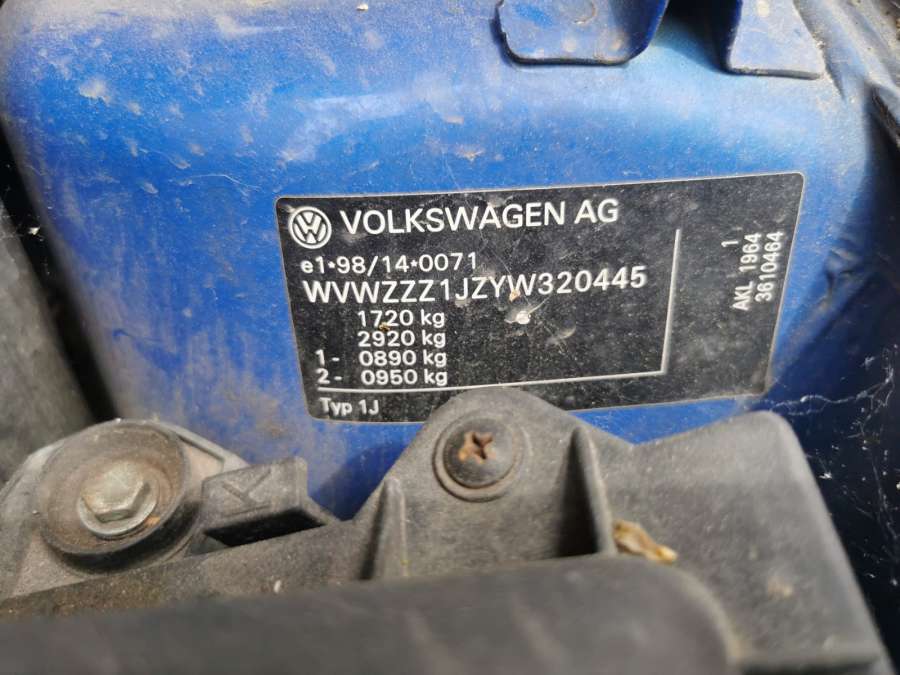 VOLKSWAGEN AG
e1*98/14*0071
WVWZZZ1JZYW320445
1720 kg
2920 kg
1- 0890 kg
2- 0950 kg
Typ 1J
1
AKL 1964
3610464
K